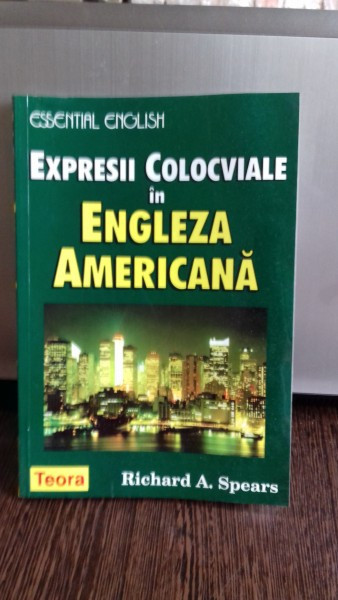 ESSENTIAL ENGLISH
EXPRESII COLOCVIALE
în
ENGLEZA
AMERICANĂ
Teora
Richard A. Spears